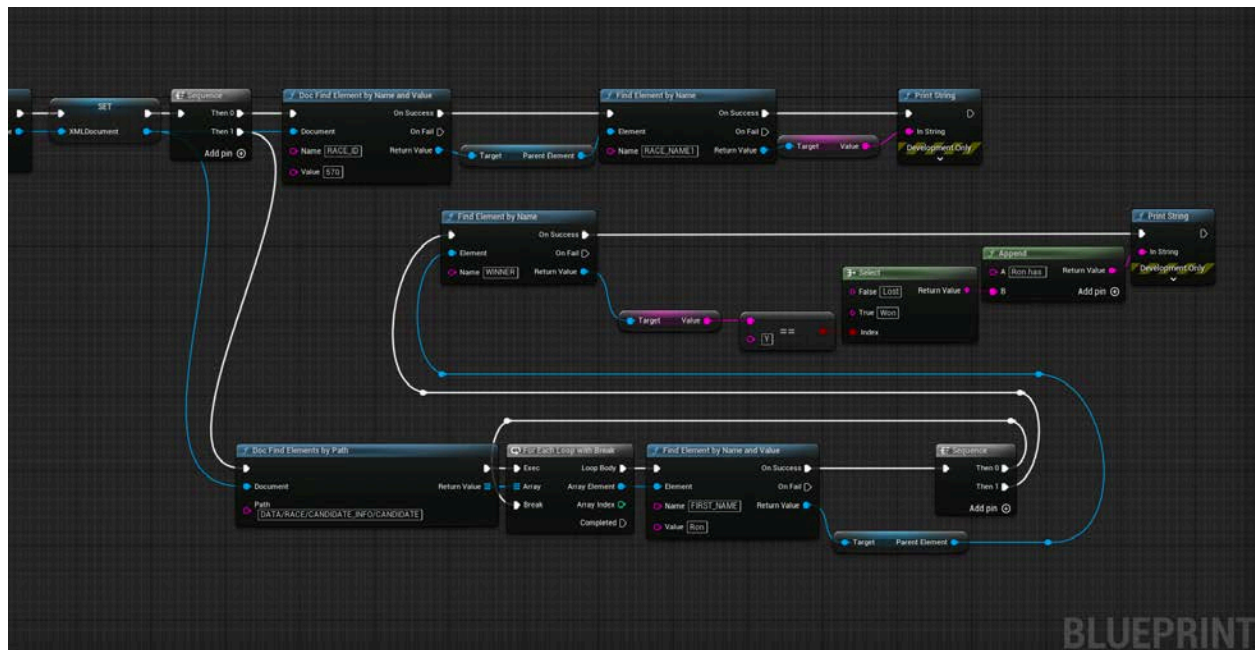 SET
XMLDocument
Sequence
Then 0
Then 1
Add pin
Doc Find Element by Name and Value
On Success
Document
On Fail
Name RACE_ID
Return Value
Value 570
Target Parent Element
Find Element by Name
On Success
Element
On Fail
Name RACE_NAME1
Return Value
Target Value
Print String
In String
Development Only
Find Element by Name
On Success
Element
On Fail
Name WINNER
Return Value
Target Value
Y ==
Select
False Lost
Return Value
True Won
Index
Append
A Ron has
Return Value
B
Add pin
Print String
In String
Development Only
Doc Find Elements by Path
Document
Return Value
Path
DATA/RACE/CANDIDATE_INFO/CANDIDATE
For Each Loop with Break
Exec
Loop Body
Array
Array Element
Break
Array Index
Completed
Find Element by Name and Value
On Success
Element
On Fail
Name FIRST_NAME
Return Value
Value Ron
Target Parent Element
Sequence
Then 0
Then 1
Add pin
BLUEPRINT